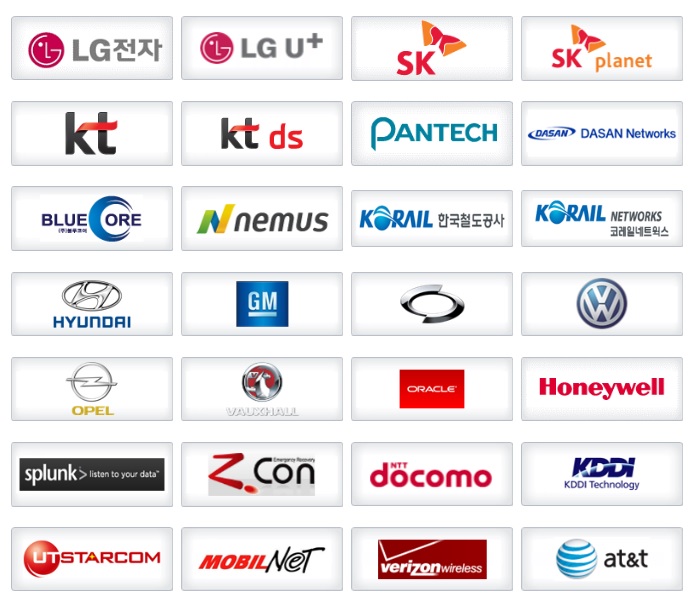 LG전자
LG U+
SK
SK planet
kt
kt ds
PANTECH
DASAN DASAN Networks
BLUECORE
(주)블루코어
nemus
KORAIL 한국철도공사
KORAIL NETWORKS
코레일네트웍스
HYUNDAI
GM
VW
OPEL
VAUXHALL
ORACLE
Honeywell
splunk> listen to your data™
Emergency Recovery
Z.Con
NTT
docomo
KDDI
KDDI Technology
UTSTARCOM
MOBILNET
verizonwireless
at&t